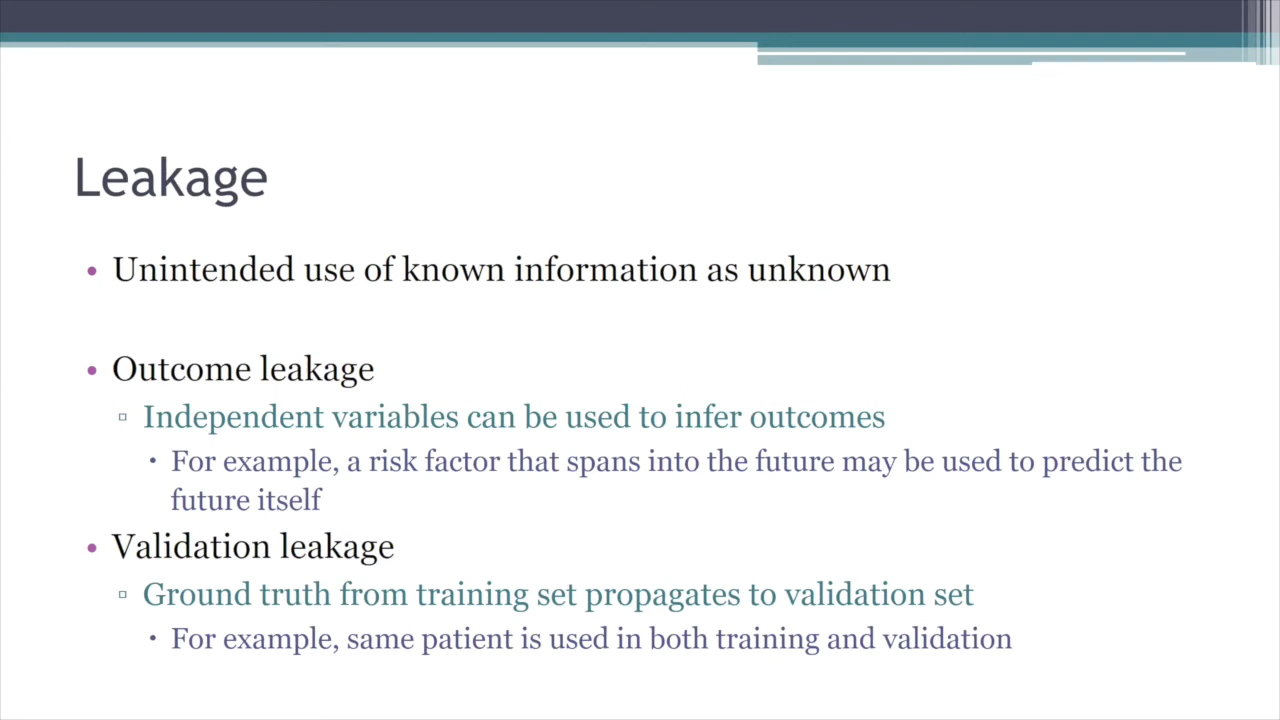 Leakage
• Unintended use of known information as unknown
• Outcome leakage
▫ Independent variables can be used to infer outcomes
• For example, a risk factor that spans into the future may be used to predict the
future itself
• Validation leakage
▫ Ground truth from training set propagates to validation set
• For example, same patient is used in both training and validation